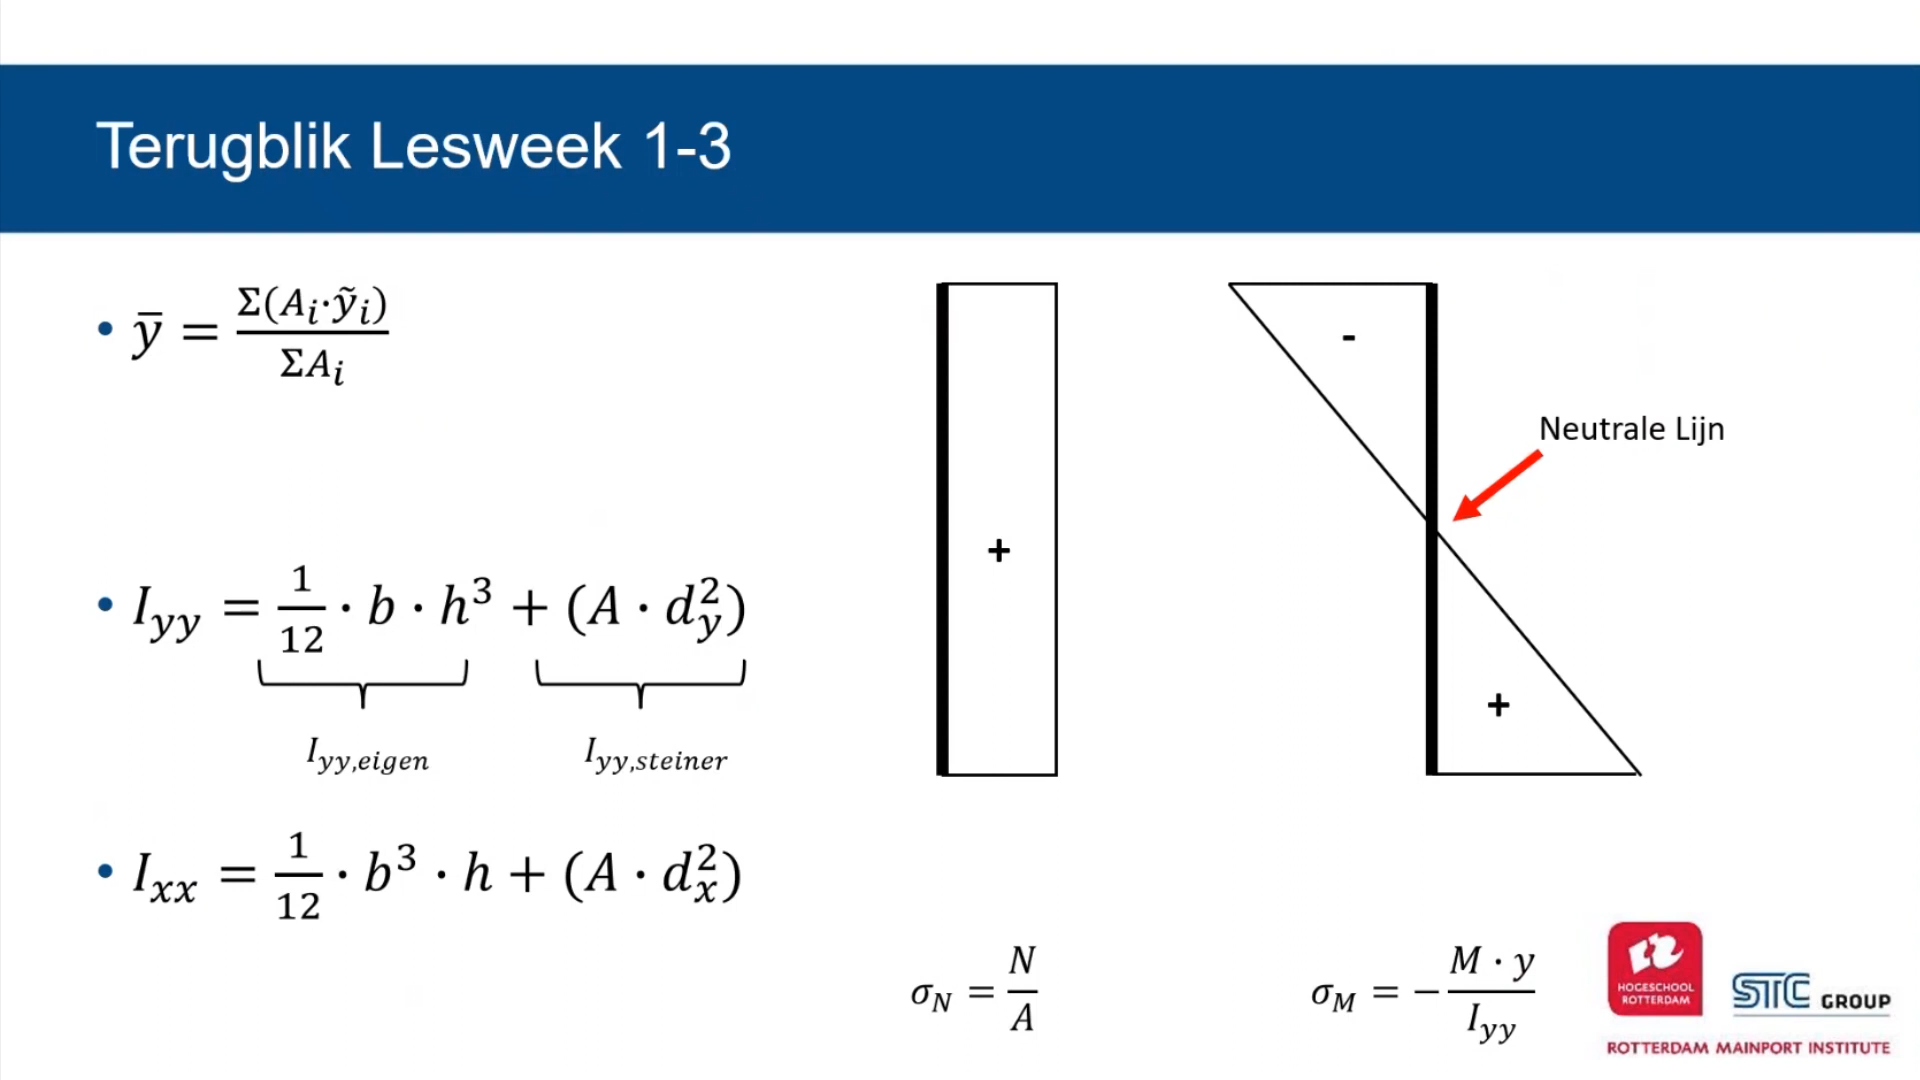 Terugblik Lesweek 1-3
• ȳ = Σ(Aᵢ·ỹᵢ) / ΣAᵢ
• I_yy = 1/12 · b · h³ + (A · d_y²)
I_yy,eigen I_yy,steiner
• I_xx = 1/12 · b³ · h + (A · d_x²)
+
-
Neutrale Lijn
+
σ_N = N/A
σ_M = − M · y / I_yy
HOGESCHOOL
ROTTERDAM
STC GROUP
ROTTERDAM MAINPORT INSTITUTE